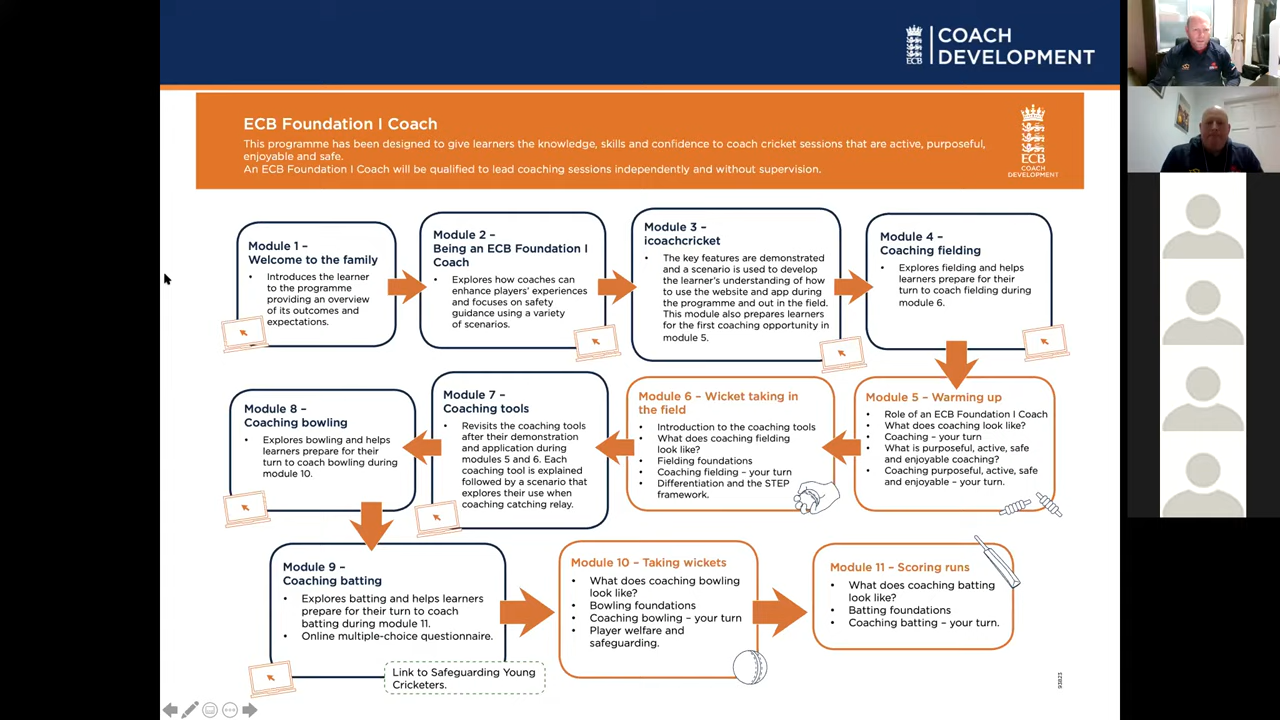 ECB
COACH
DEVELOPMENT
ECB Foundation I Coach
This programme has been designed to give learners the knowledge, skills and confidence to coach cricket sessions that are active, purposeful,
enjoyable and safe.
An ECB Foundation I Coach will be qualified to lead coaching sessions independently and without supervision.
ECB
COACH
DEVELOPMENT
Module 1 –
Welcome to the family
• Introduces the learner
to the programme
providing an overview
of its outcomes and
expectations.
Module 2 –
Being an ECB Foundation I
Coach
• Explores how coaches can
enhance players' experiences
and focuses on safety
guidance using a variety
of scenarios.
Module 3 –
icoachcricket
• The key features are demonstrated
and a scenario is used to develop
the learner's understanding of how
to use the website and app during
the programme and out in the field.
This module also prepares learners
for the first coaching opportunity in
module 5.
Module 4 –
Coaching fielding
• Explores fielding and helps
learners prepare for their
turn to coach fielding during
module 6.
Module 5 – Warming up
• Role of an ECB Foundation I Coach
• What does coaching look like?
• Coaching – your turn
• What is purposeful, active, safe
and enjoyable coaching?
• Coaching purposeful, active, safe
and enjoyable – your turn.
Module 6 – Wicket taking in
the field
• Introduction to the coaching tools
• What does coaching fielding
look like?
• Fielding foundations
• Coaching fielding – your turn
• Differentiation and the STEP
framework.
Module 7 –
Coaching tools
• Revisits the coaching tools
after their demonstration
and application during
modules 5 and 6. Each
coaching tool is explained
followed by a scenario that
explores their use when
coaching catching relay.
Module 8 –
Coaching bowling
• Explores bowling and helps
learners prepare for their
turn to coach bowling during
module 10.
Module 9 –
Coaching batting
• Explores batting and helps learners
prepare for their turn to coach
batting during module 11.
• Online multiple-choice questionnaire.
Link to Safeguarding Young
Cricketers.
Module 10 – Taking wickets
• What does coaching bowling
look like?
• Bowling foundations
• Coaching bowling – your turn
• Player welfare and
safeguarding.
Module 11 – Scoring runs
• What does coaching batting
look like?
• Batting foundations
• Coaching batting – your turn.